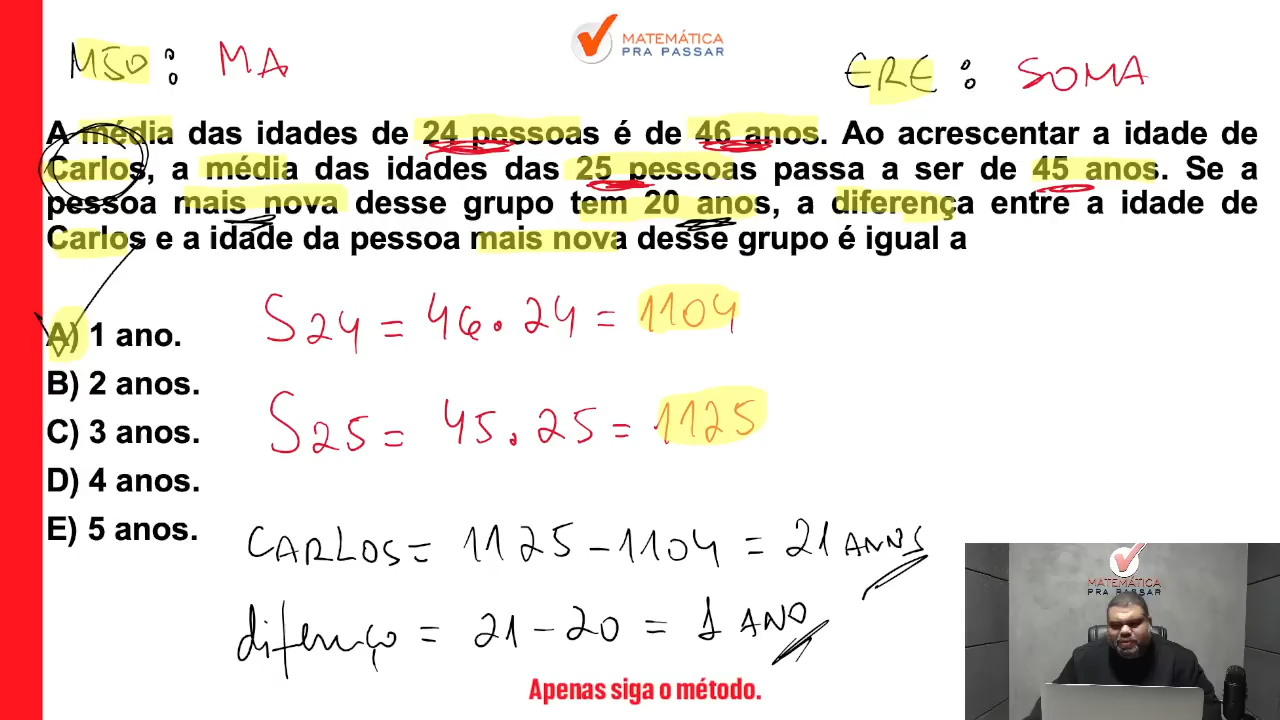 MATEMÁTICA
PRA PASSAR
M50: MA
ERE: SOMA
A média das idades de 24 pessoas é de 46 anos. Ao acrescentar a idade de
Carlos, a média das idades das 25 pessoas passa a ser de 45 anos. Se a
pessoa mais nova desse grupo tem 20 anos, a diferença entre a idade de
Carlos e a idade da pessoa mais nova desse grupo é igual a
A) 1 ano.
B) 2 anos.
C) 3 anos.
D) 4 anos.
E) 5 anos.
S24 = 46.24 = 1104
S25 = 45.25 = 1125
CARLOS = 1125 - 1104 = 21 ANOS
diferença = 21 - 20 = 1 ANO
Apenas siga o método.
MATEMÁTICA
PRA PASSAR